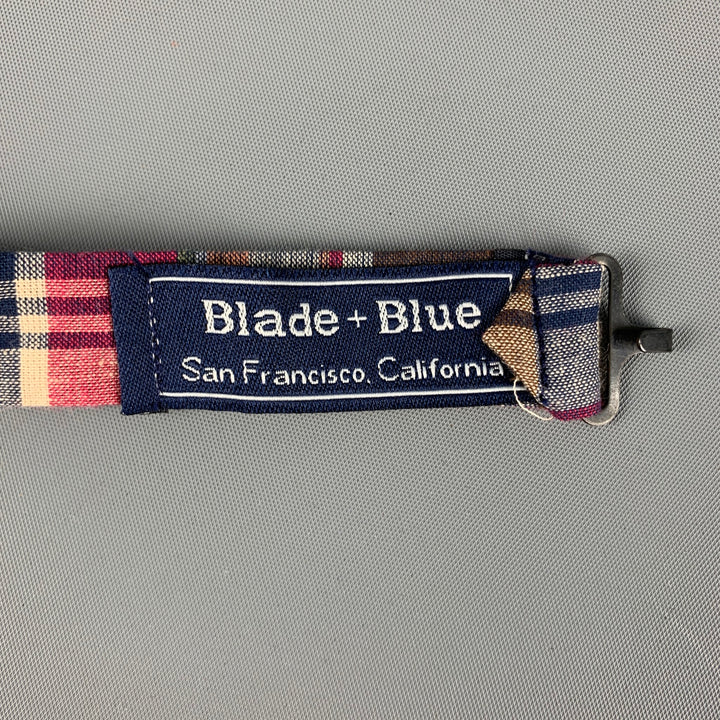 Blade + Blue
San Francisco, California